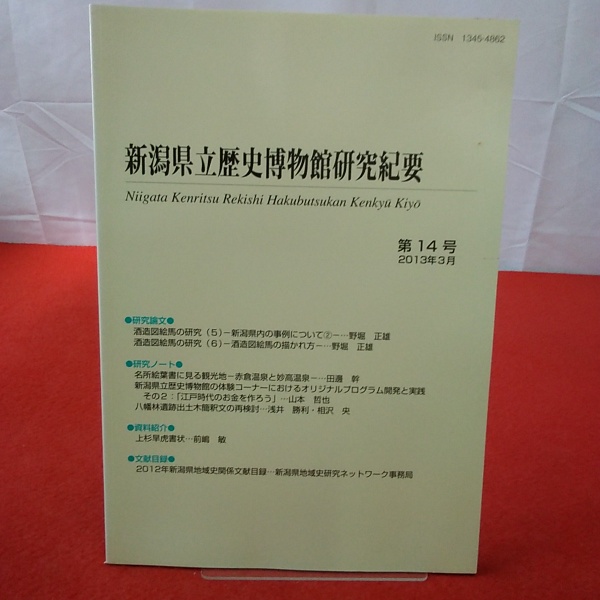 ISSN 1345-4862
新潟県立歴史博物館研究紀要
Niigata Kenritsu Rekishi Hakubutsukan Kenkyū Kiyō
第14号
2013年3月
●研究論文●
酒造図絵馬の研究（5）－新潟県内の事例について②－…野堀　正雄
酒造図絵馬の研究（6）－酒造図絵馬の描かれ方－…野堀　正雄
●研究ノート●
名所絵葉書に見る観光地－赤倉温泉と妙高温泉－…田邊　幹
新潟県立歴史博物館の体験コーナーにおけるオリジナルプログラム開発と実践
その2：「江戸時代のお金を作ろう」…山本　哲也
八幡林遺跡出土木簡釈文の再検討…浅井　勝利・相沢　央
●資料紹介●
上杉旱虎書状…前嶋　敏
●文献目録●
2012年新潟県地域史関係文献目録…新潟県地域史研究ネットワーク事務局